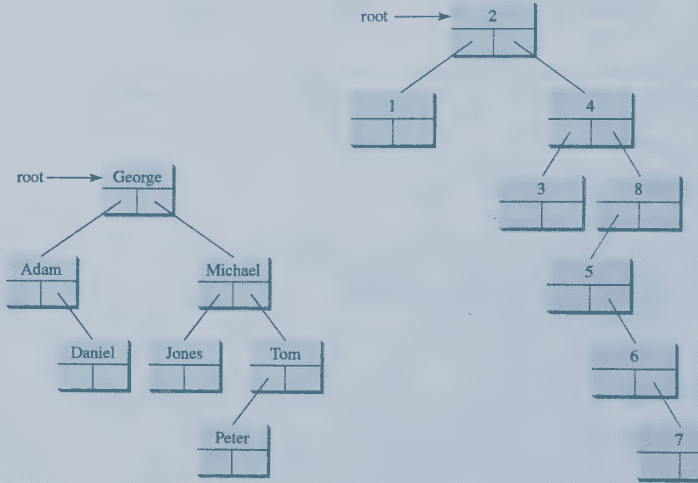 root
2
1
4
3
8
5
6
7
root
George
Adam
Michael
Daniel
Jones
Tom
Peter